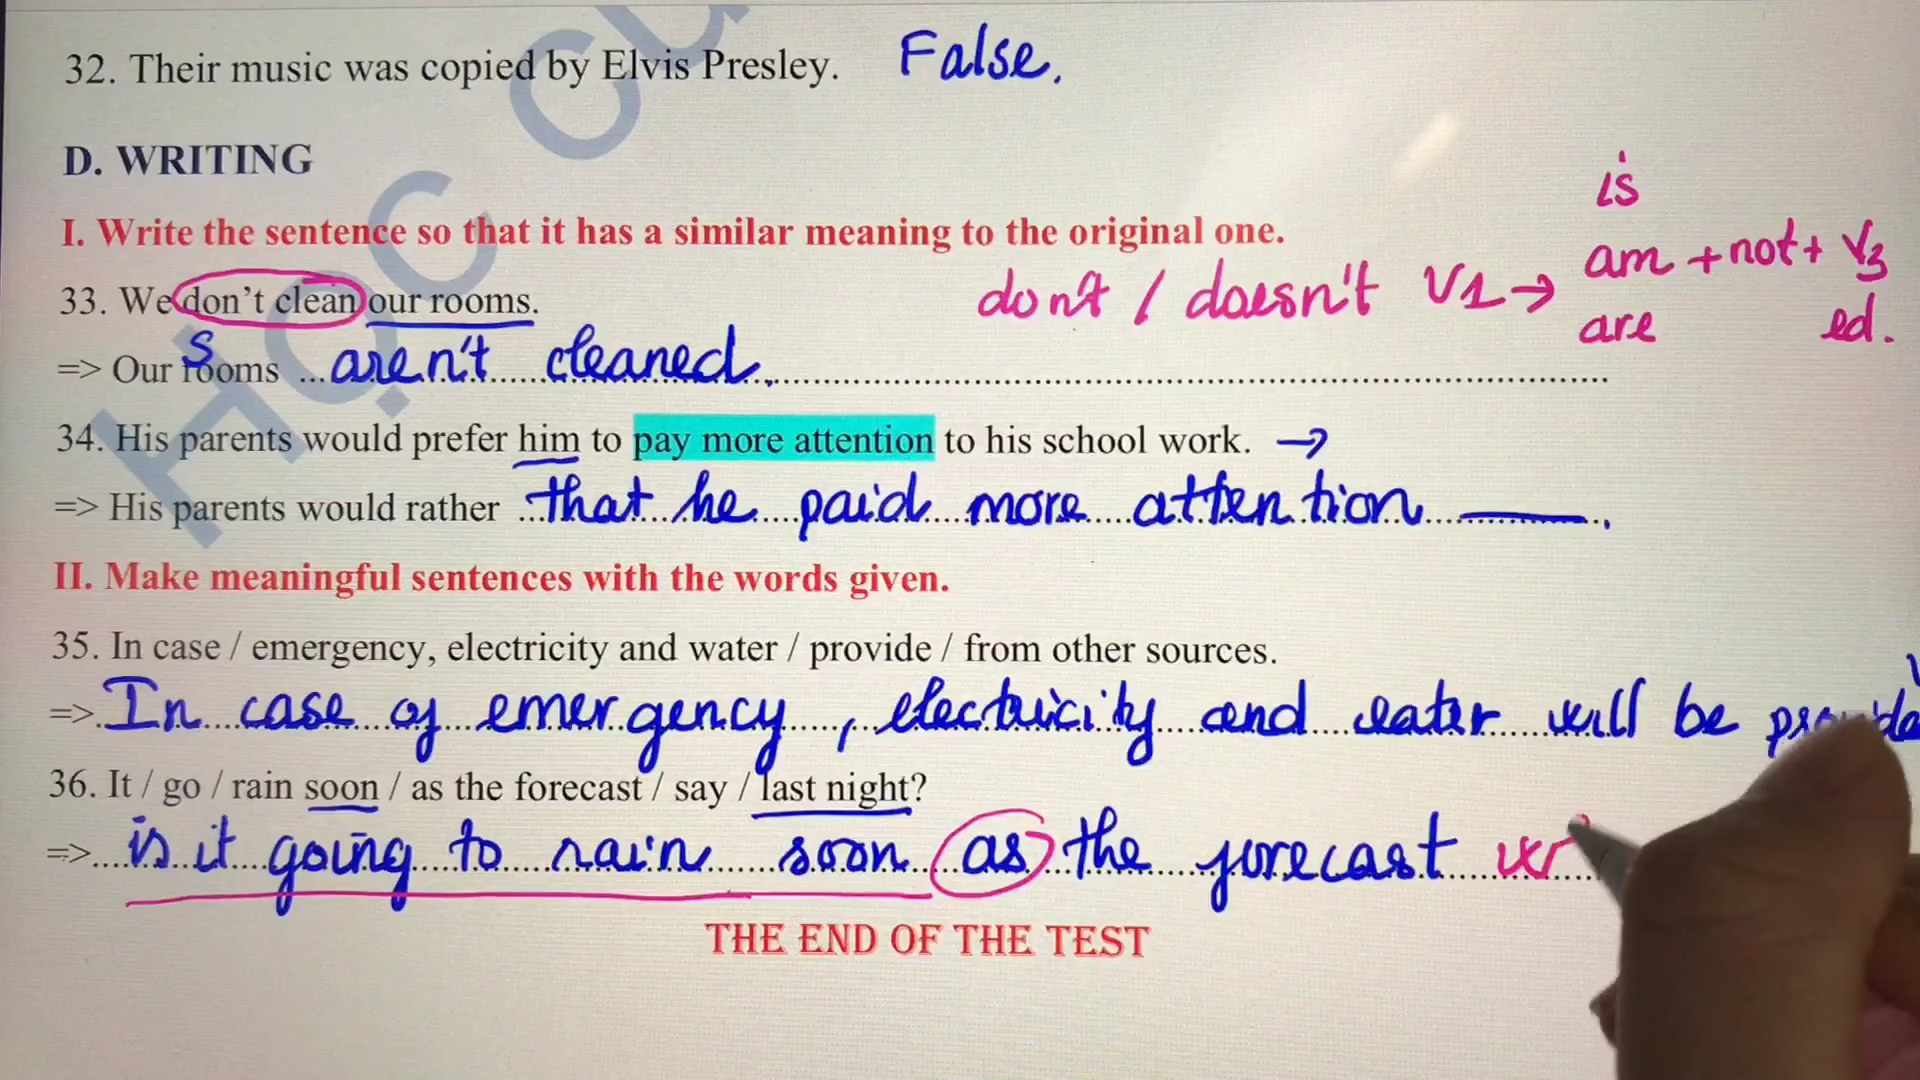 32. Their music was copied by Elvis Presley. False.
D. WRITING
is
I. Write the sentence so that it has a similar meaning to the original one.
am + not + V3
33. We don't clean our rooms. don't / doesn't V1 →
are ed.
S
=> Our rooms ... aren't cleaned.
34. His parents would prefer him to pay more attention to his school work. →
=> His parents would rather that he paid more attention ____.
II. Make meaningful sentences with the words given.
35. In case / emergency, electricity and water / provide / from other sources.
=> In case of emergency, electricity and water will be
36. It / go / rain soon / as the forecast / say / last night?
=> is it going to rain soon as the forecast
THE END OF THE TEST
HỌC